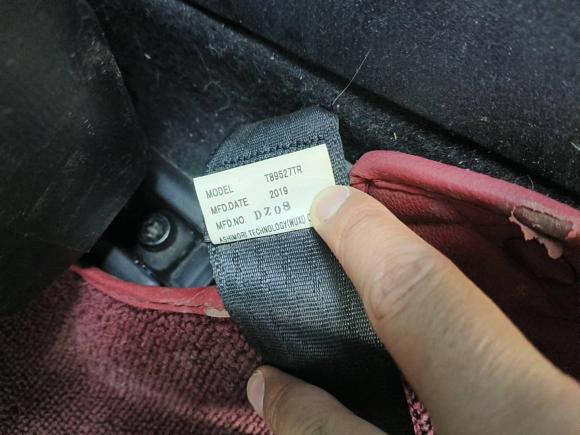 MODEL T89527TR
MFD.DATE 2019
MFD.NO. DZ08
ASHIMORI TECHNOLOGY(WUXI)